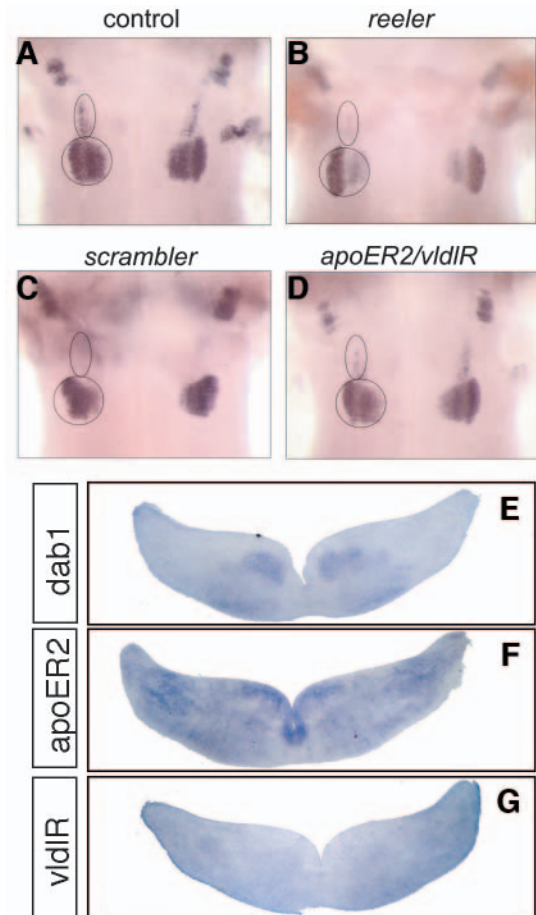 control
reeler
A
B
scrambler
apoER2/vldlR
C
D
dab1
E
apoER2
F
vldlR
G